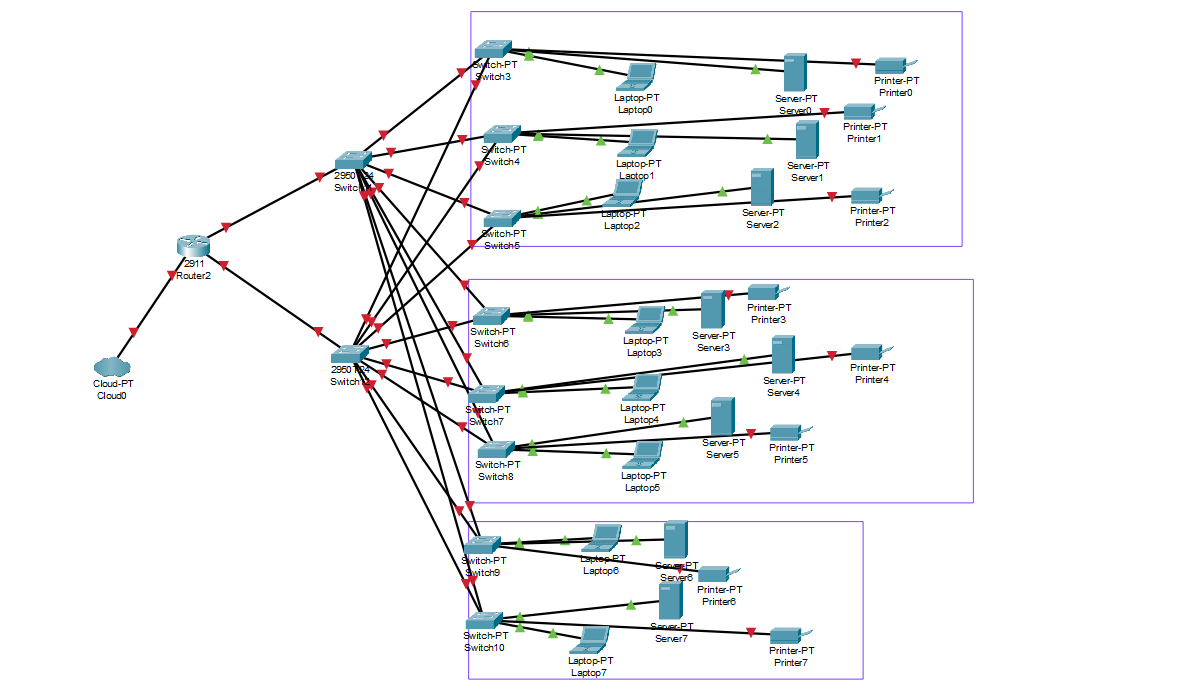 Switch-PT
Switch3
Laptop-PT
Laptop0
Server-PT
Server0
Printer-PT
Printer0
Switch-PT
Switch4
Laptop-PT
Laptop1
Server-PT
Server1
Printer-PT
Printer1
Switch-PT
Switch5
Laptop-PT
Laptop2
Server-PT
Server2
Printer-PT
Printer2
2911
Router2
Cloud-PT
Cloud0
Switch-PT
Switch6
Laptop-PT
Laptop3
Server-PT
Server3
Printer-PT
Printer3
Switch-PT
Switch7
Laptop-PT
Laptop4
Server-PT
Server4
Printer-PT
Printer4
Switch-PT
Switch8
Laptop-PT
Laptop5
Server-PT
Server5
Printer-PT
Printer5
Switch-PT
Switch9
Laptop-PT
Laptop6
Server-PT
Server6
Printer-PT
Printer6
Switch-PT
Switch10
Laptop-PT
Laptop7
Server-PT
Server7
Printer-PT
Printer7